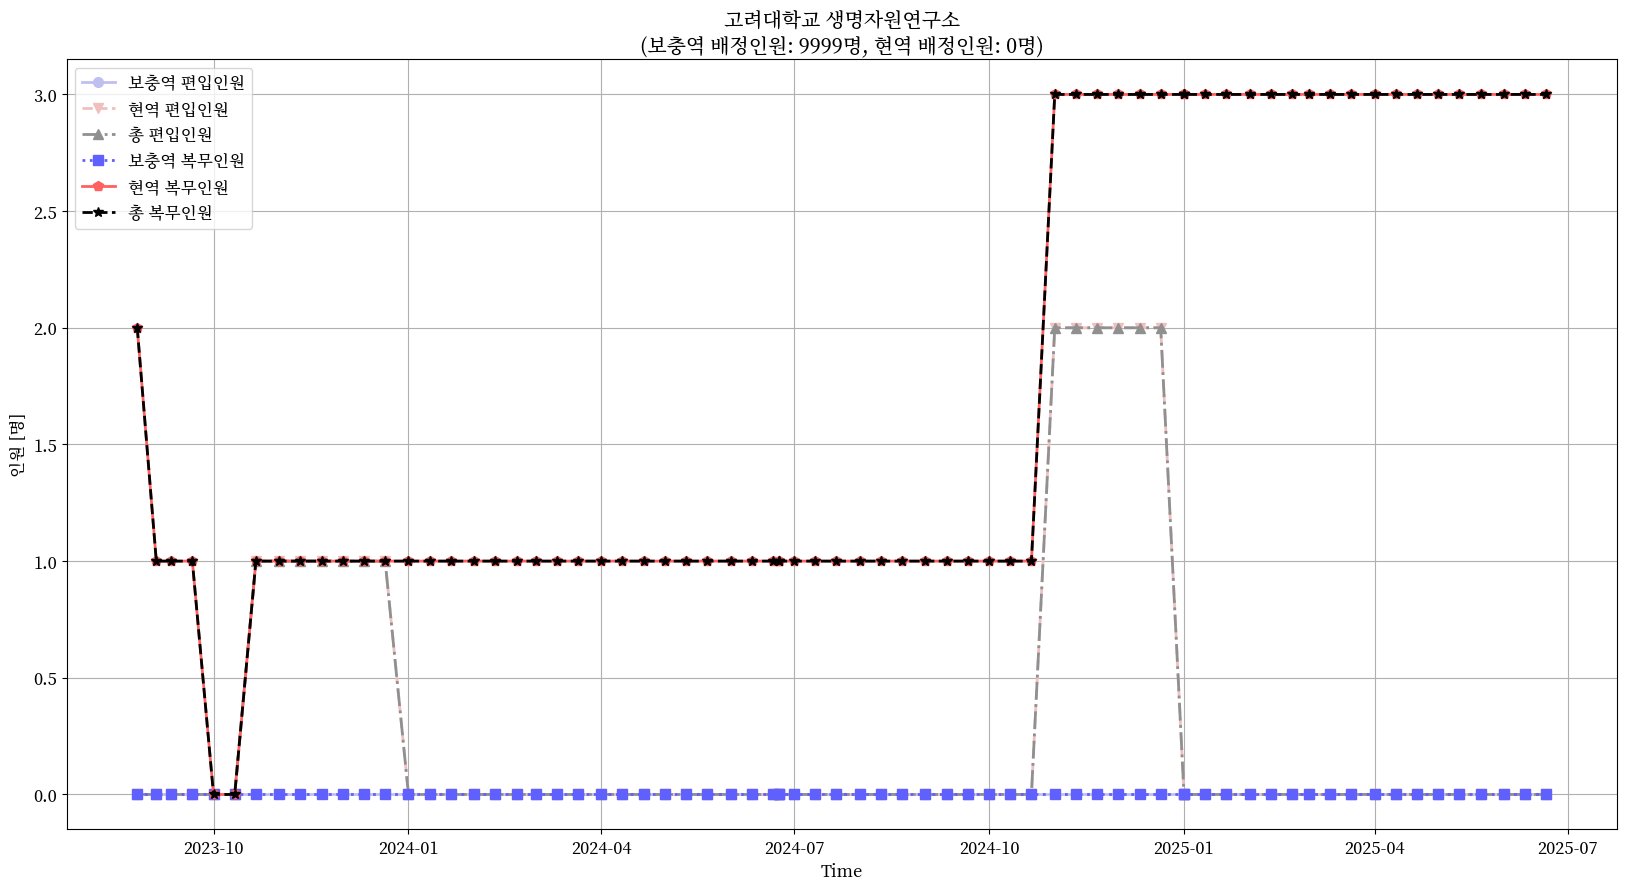 고려대학교 생명자원연구소
(보충역 배정인원: 9999명, 현역 배정인원: 0명)
보충역 편입인원
현역 편입인원
총 편입인원
보충역 복무인원
현역 복무인원
총 복무인원
인원 [명]
3.0
2.5
2.0
1.5
1.0
0.5
0.0
2023-10
2024-01
2024-04
2024-07
2024-10
2025-01
2025-04
2025-07
Time